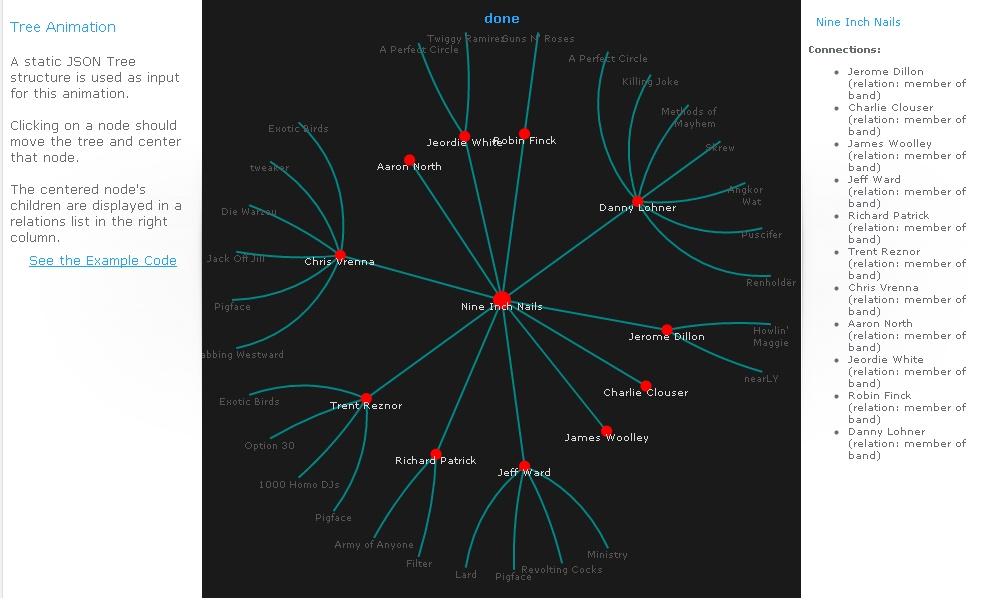 Tree Animation
A static JSON Tree
structure is used as input
for this animation.
Clicking on a node should
move the tree and center
that node.
The centered node's
children are displayed in a
relations list in the right
column.
See the Example Code
done
Twiggy Ramirez
Guns N' Roses
A Perfect Circle
A Perfect Circle
Killing Joke
Methods of
Mayhem
Skrew
Exotic Birds
Jeordie White
Robin Finck
Aaron North
tweaker
Angkor
Wat
Die Warzau
Danny Lohner
Puscifer
Jack Off Jill
Chris Vrenna
Renholdër
Pigface
Nine Inch Nails
Howlin'
Maggie
Jerome Dillon
abbing Westward
nearLY
Charlie Clouser
Exotic Birds
Trent Reznor
James Woolley
Option 30
Richard Patrick
Jeff Ward
1000 Homo DJs
Pigface
Army of Anyone
Filter
Lard
Pigface
Revolting Cocks
Ministry
Nine Inch Nails
Connections:
Jerome Dillon
(relation: member of
band)
Charlie Clouser
(relation: member of
band)
James Woolley
(relation: member of
band)
Jeff Ward
(relation: member of
band)
Richard Patrick
(relation: member of
band)
Trent Reznor
(relation: member of
band)
Chris Vrenna
(relation: member of
band)
Aaron North
(relation: member of
band)
Jeordie White
(relation: member of
band)
Robin Finck
(relation: member of
band)
Danny Lohner
(relation: member of
band)